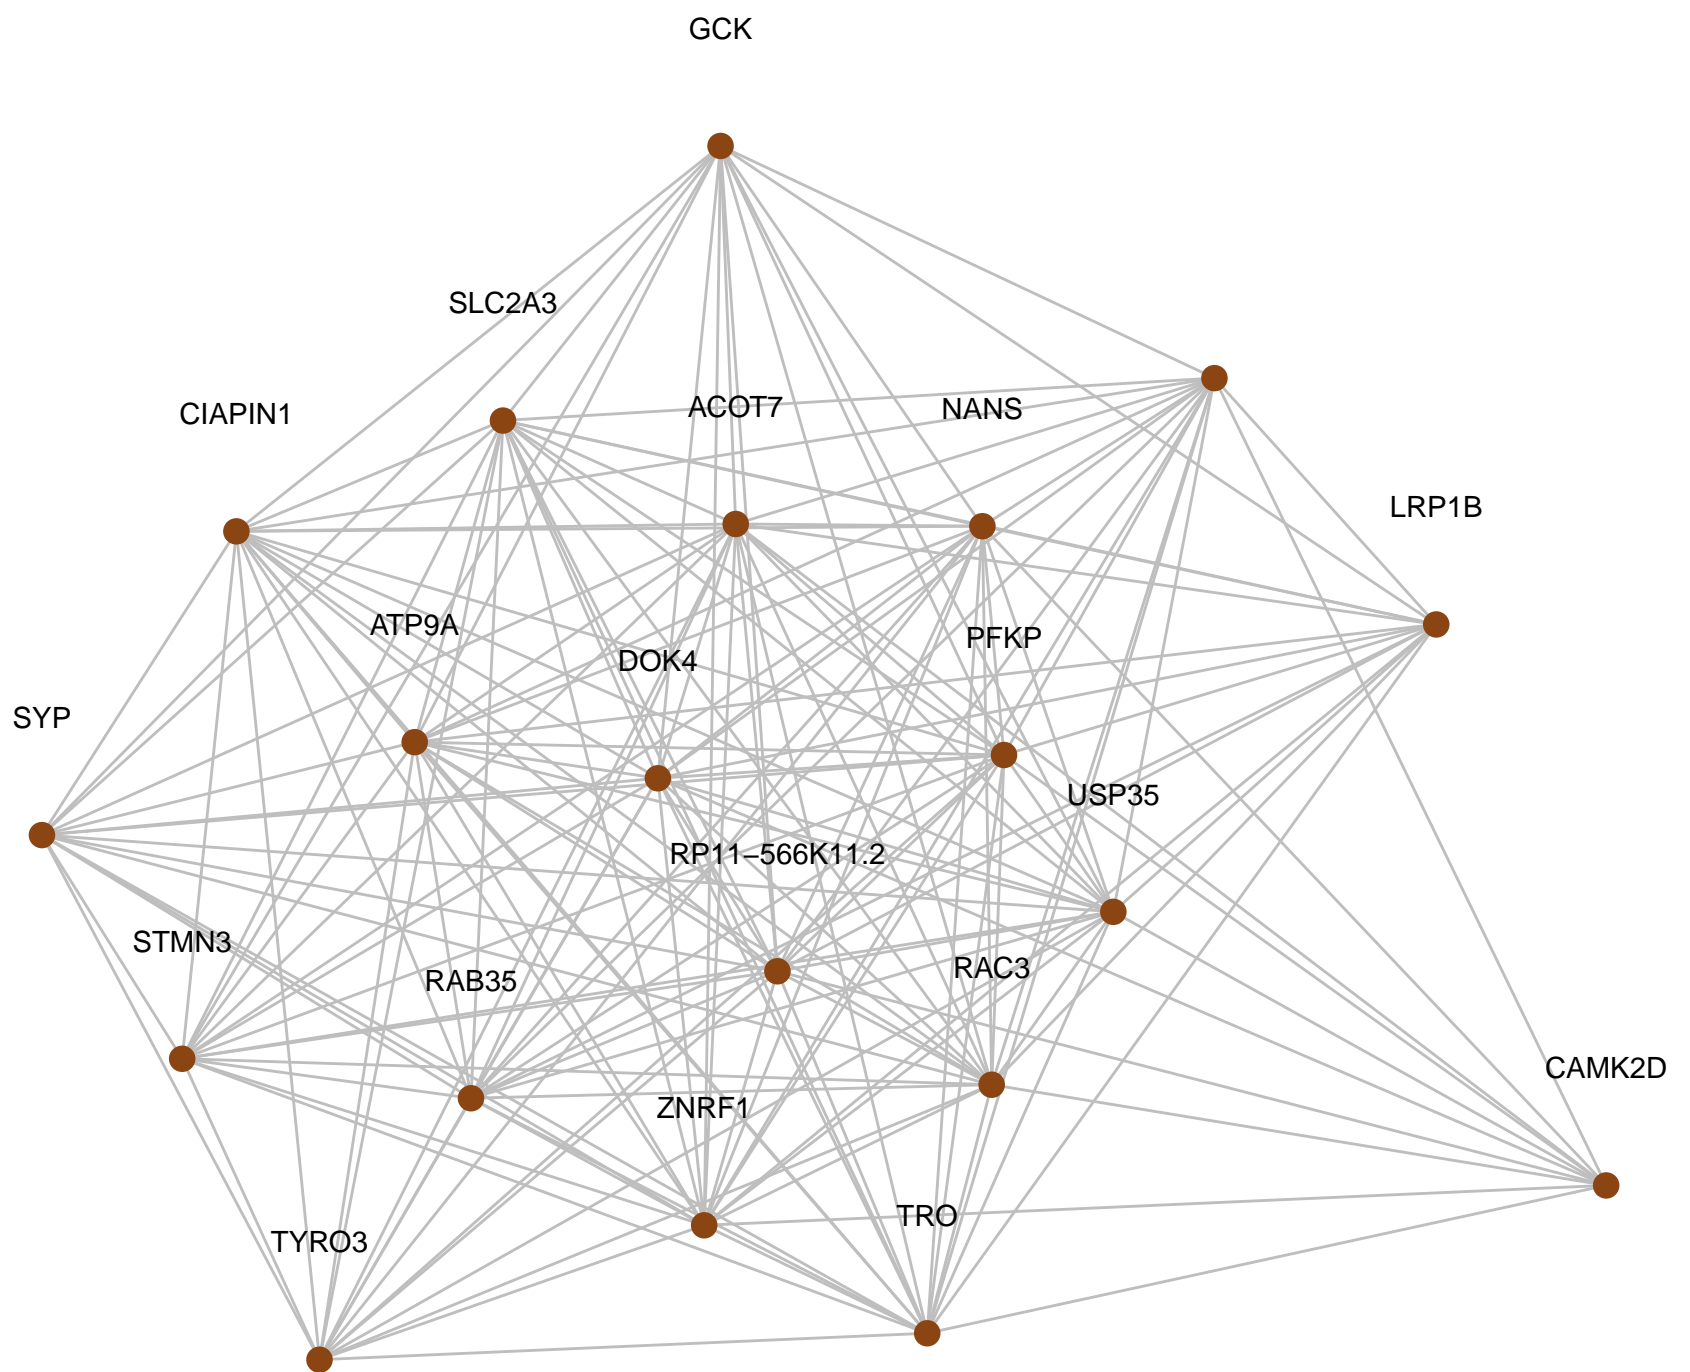 GCK
SLC2A3
CIAPIN1
ACOT7
NANS
LRP1B
ATP9A
PFKP
DOK4
SYP
USP35
RP11−566K11.2
STMN3
RAC3
RAB35
CAMK2D
ZNRF1
TRO
TYRO3